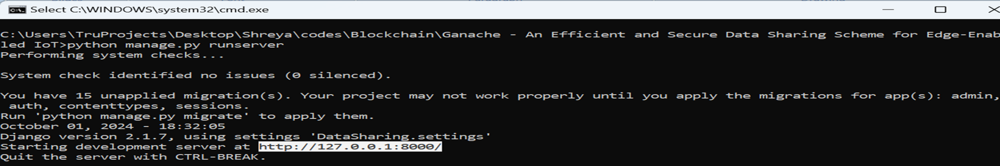 Select C:\WINDOWS\system32\cmd.exe
C:\Users\TruProjects\Desktop\Shreya\codes\Blockchain\Ganache - An Efficient and Secure Data Sharing Scheme for Edge-Enab
led IoT>python manage.py runserver
Performing system checks...
System check identified no issues (0 silenced).
You have 15 unapplied migration(s). Your project may not work properly until you apply the migrations for app(s): admin,
 auth, contenttypes, sessions.
Run 'python manage.py migrate' to apply them.
October 01, 2024 - 18:32:05
Django version 2.1.7, using settings 'DataSharing.settings'
Starting development server at http://127.0.0.1:8000/
Quit the server with CTRL-BREAK.